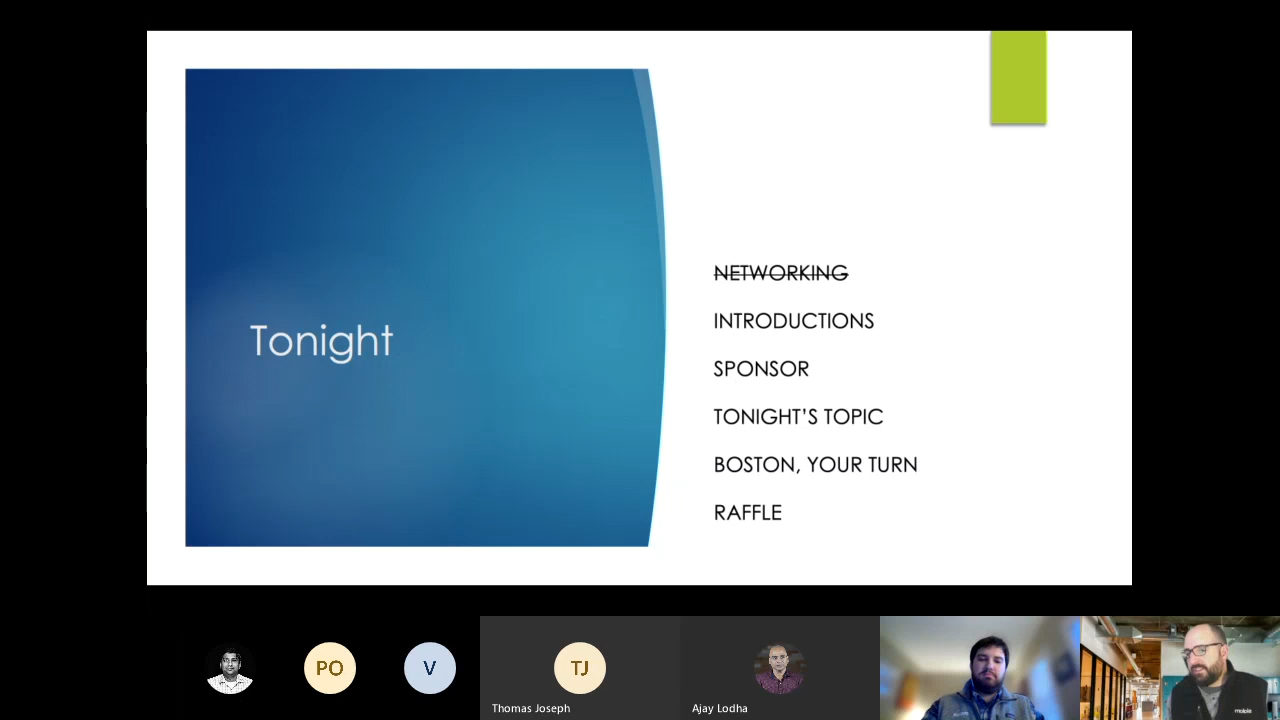 Tonight
NETWORKING
INTRODUCTIONS
SPONSOR
TONIGHT'S TOPIC
BOSTON, YOUR TURN
RAFFLE
PO
V
TJ
Thomas Joseph
Ajay Lodha